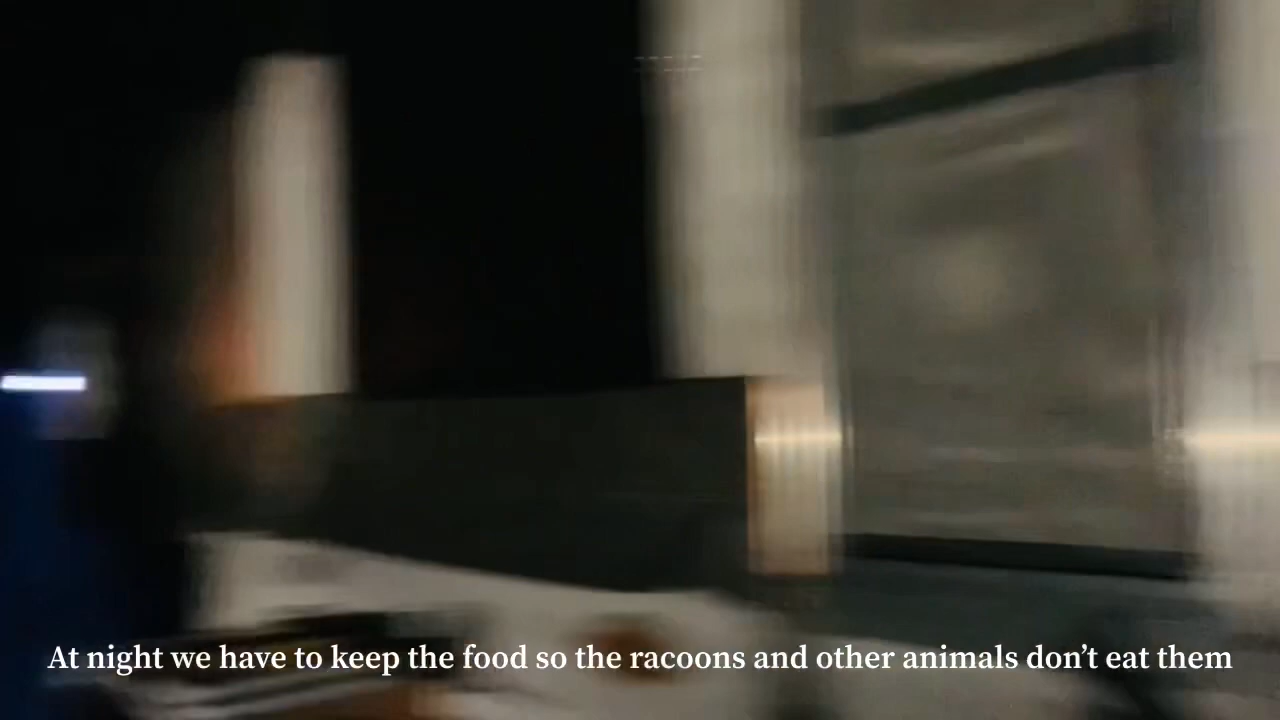 At night we have to keep the food so the racoons and other animals don’t eat them